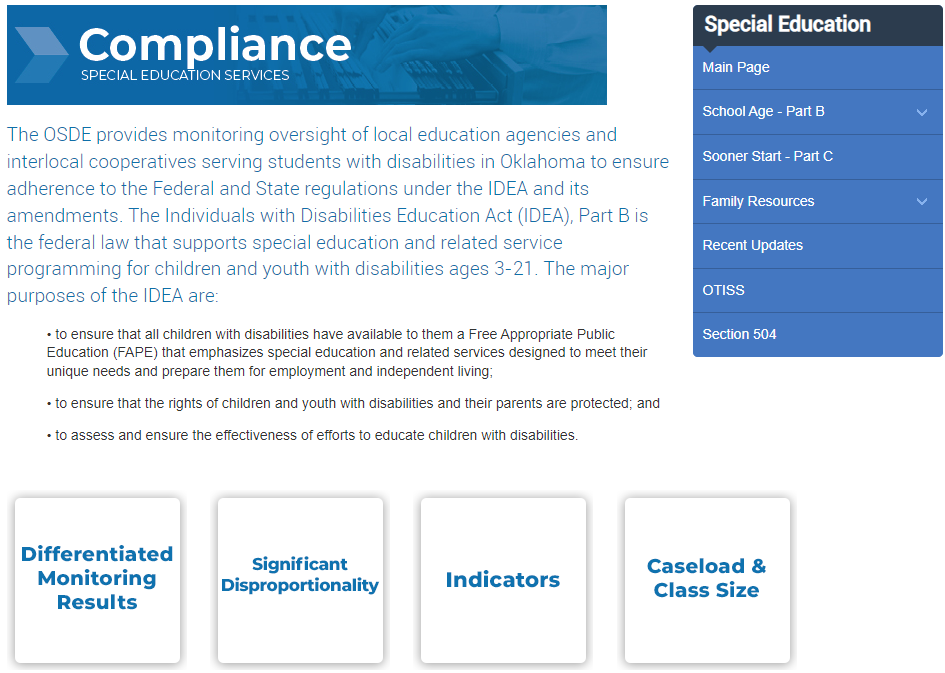 Compliance
SPECIAL EDUCATION SERVICES
The OSDE provides monitoring oversight of local education agencies and
interlocal cooperatives serving students with disabilities in Oklahoma to ensure
adherence to the Federal and State regulations under the IDEA and its
amendments. The Individuals with Disabilities Education Act (IDEA), Part B is
the federal law that supports special education and related service
programming for children and youth with disabilities ages 3-21. The major
purposes of the IDEA are:
• to ensure that all children with disabilities have available to them a Free Appropriate Public
Education (FAPE) that emphasizes special education and related services designed to meet their
unique needs and prepare them for employment and independent living;
• to ensure that the rights of children and youth with disabilities and their parents are protected; and
• to assess and ensure the effectiveness of efforts to educate children with disabilities.
Differentiated
Monitoring
Results
Significant
Disproportionality
Indicators
Caseload &
Class Size
Special Education
Main Page
School Age - Part B
Sooner Start - Part C
Family Resources
Recent Updates
OTISS
Section 504